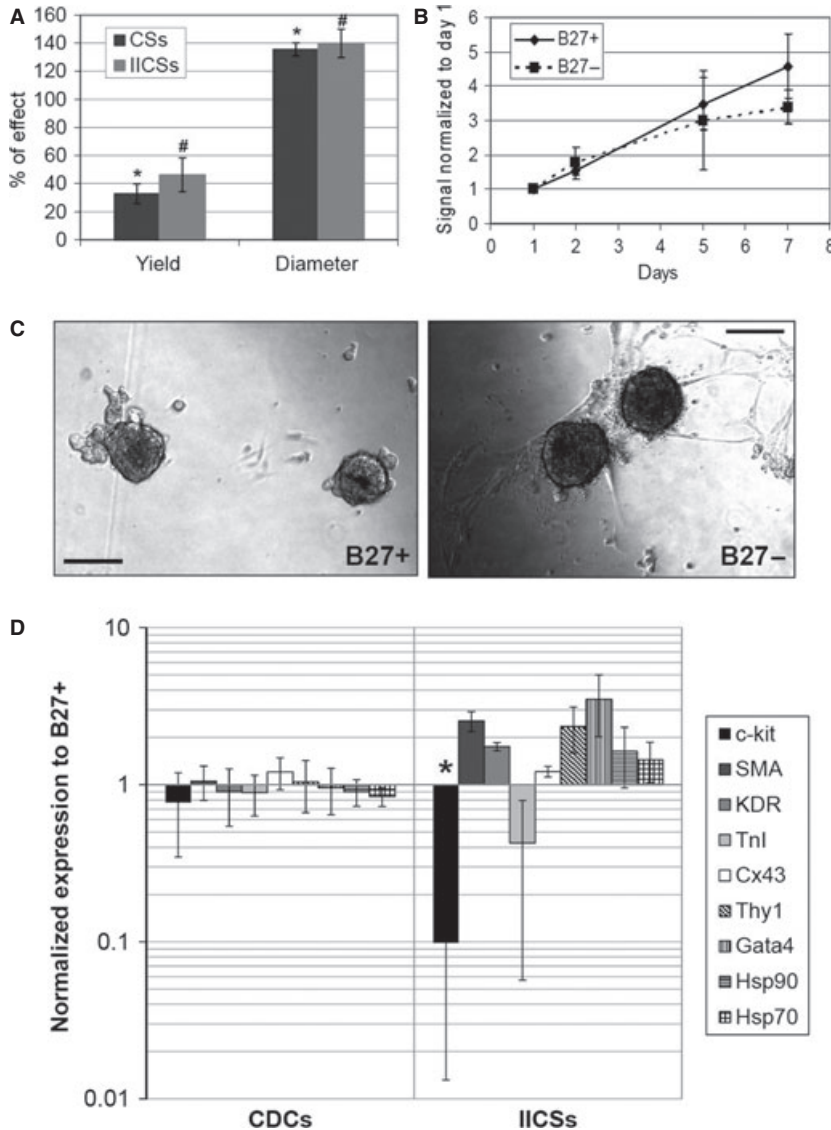 A
160
140
120
100
80
60
40
20
0
% of effect
CSs
IICSs
*
#
*
#
Yield
Diameter
B
6
5
4
3
2
1
0
Signal normalized to day 1
B27+
B27–
0 1 2 3 4 5 6 7 8
Days
C
B27+
B27–
D
10
1
0.1
0.01
Normalized expression to B27+
*
CDCs
IICSs
c-kit
SMA
KDR
TnI
Cx43
Thy1
Gata4
Hsp90
Hsp70